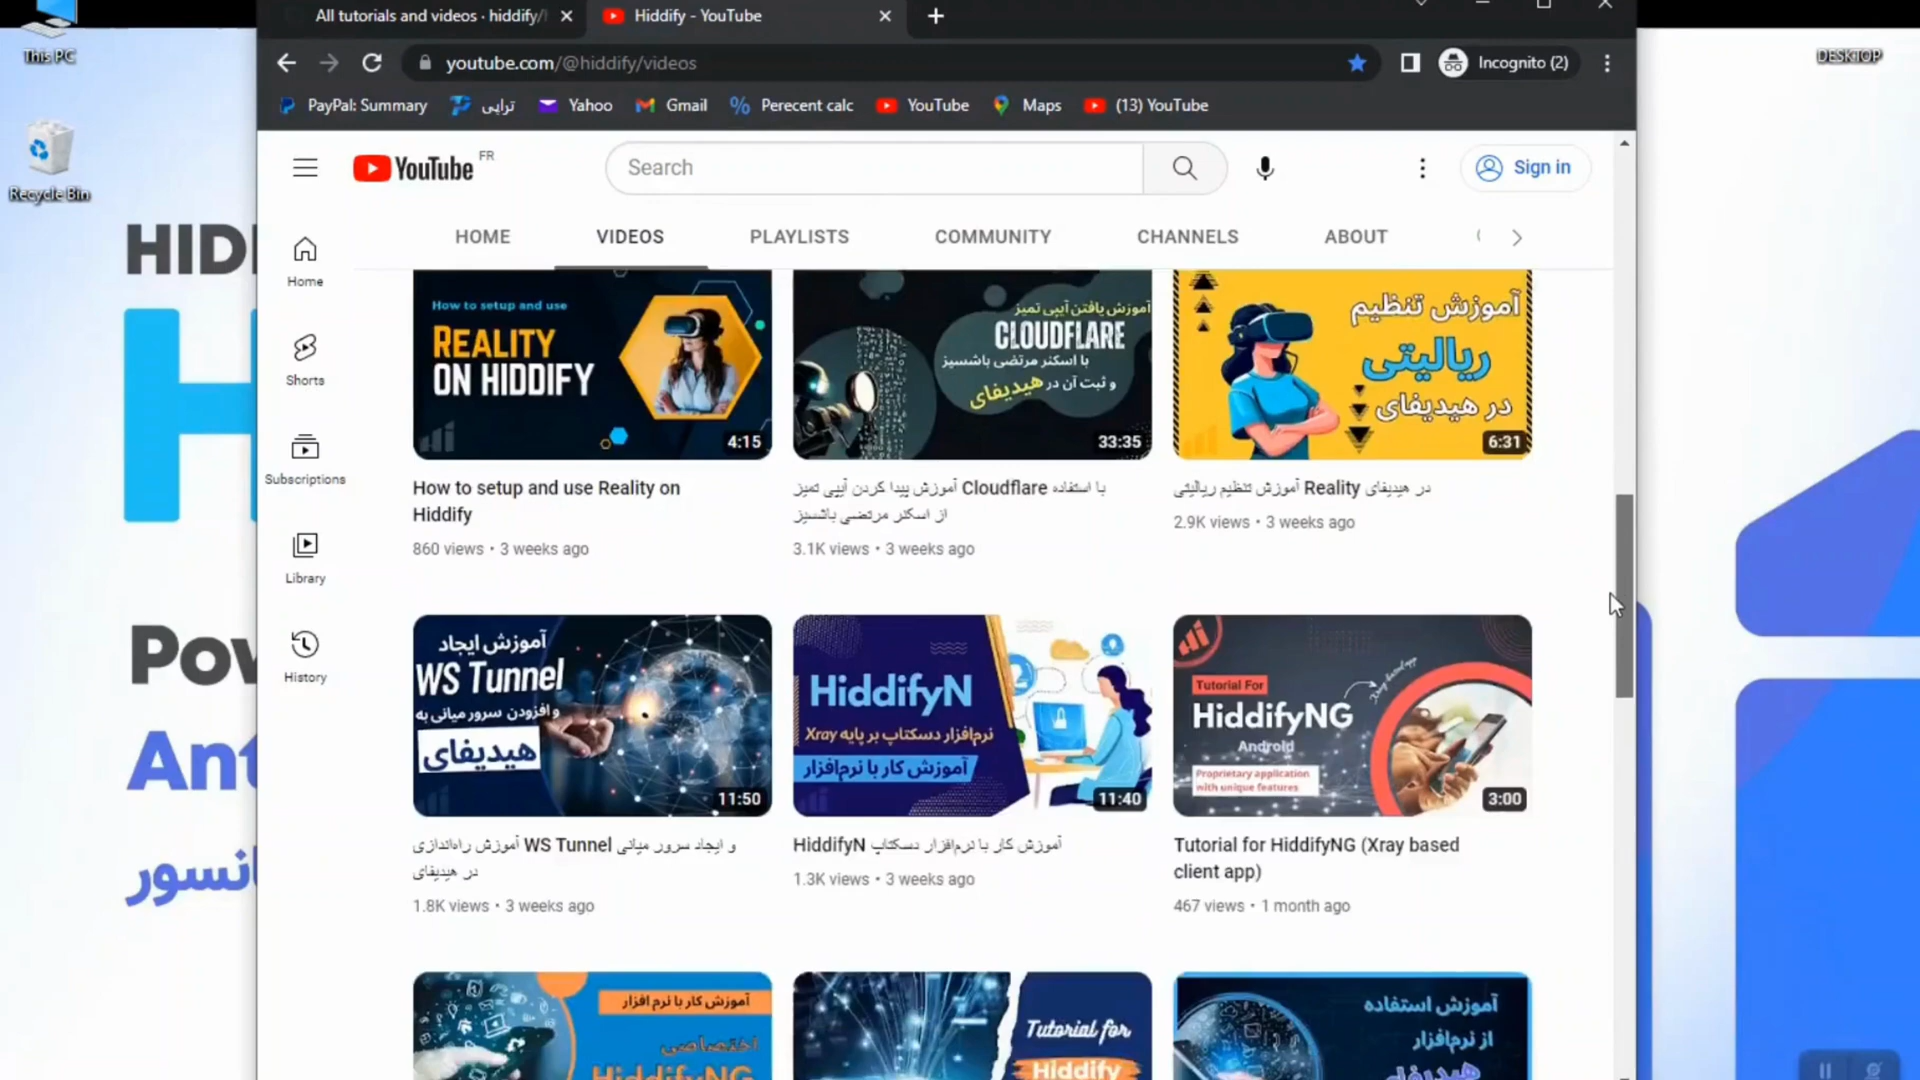 This PC
DESKTOP
Recycle Bin
HID
Pow
Ant
انسور
All tutorials and videos · hiddify/
Hiddify - YouTube
youtube.com/@hiddify/videos
Incognito (2)
PayPal: Summary
تراپی
Yahoo
Gmail
Perecent calc
YouTube
Maps
(13) YouTube
YouTube
FR
Search
Sign in
HOME
VIDEOS
PLAYLISTS
COMMUNITY
CHANNELS
ABOUT
Home
Shorts
Subscriptions
Library
History
How to setup and use
REALITY
ON HIDDIFY
4:15
How to setup and use Reality on
Hiddify
860 views • 3 weeks ago
آموزش یافتن آیپی تمیز
CLOUDFLARE
با اسکنر مرتضی باشسیز
و ثبت آن در هیدیفای
33:35
آموزش پیدا کردن آیپی تمیز Cloudflare با استفاده
از اسکنر مرتضی باشسیز
3.1K views • 3 weeks ago
آموزش تنظیم
ریالیتی
در هیدیفای
6:31
آموزش تنظیم ریالیتی Reality در هیدیفای
2.9K views • 3 weeks ago
آموزش ایجاد
WS Tunnel
و افزودن سرور میانی به
هیدیفای
11:50
آموزش راه‌اندازی WS Tunnel و ایجاد سرور میانی
در هیدیفای
1.8K views • 3 weeks ago
HiddifyN
نرم‌افزار دسکتاپ بر پایه Xray
آموزش کار با نرم‌افزار
11:40
آموزش کار با نرم‌افزار دسکتاپ HiddifyN
1.3K views • 3 weeks ago
Xray based app
Tutorial For
HiddifyNG
Android
Proprietary application
with unique features
3:00
Tutorial for HiddifyNG (Xray based
client app)
467 views • 1 month ago
آموزش کار با نرم افزار
اختصاصی
HiddifyNG
Tutorial for
Hiddify
آموزش استفاده
از نرم‌افزار
هیدیفای